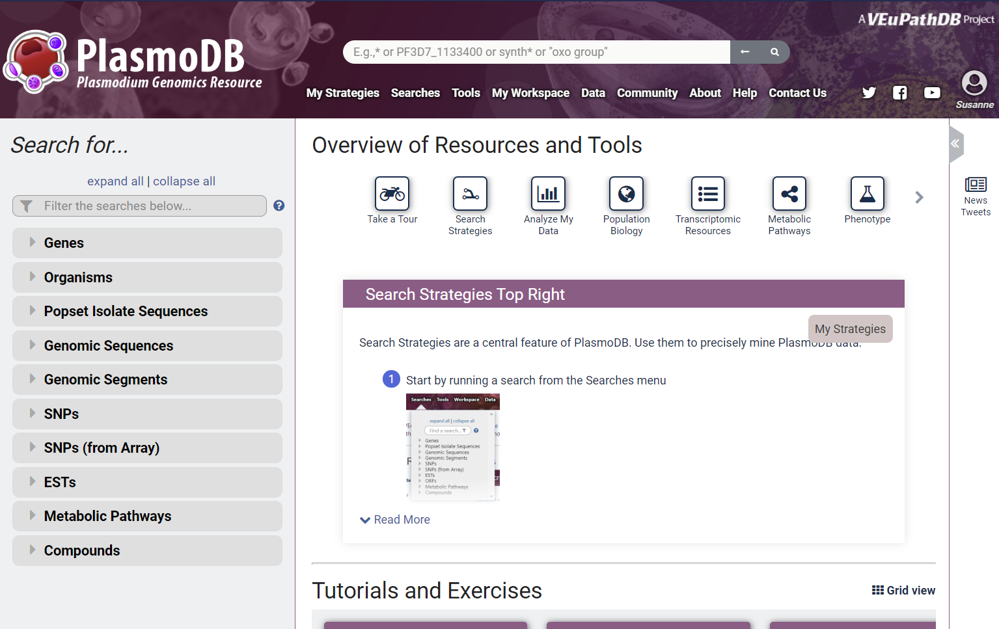 A VEuPathDB Project
PlasmoDB
Plasmodium Genomics Resource
E.g.,* or PF3D7_1133400 or synth* or "oxo group"
My Strategies Searches Tools My Workspace Data Community About Help Contact Us
Susanne
Search for...
expand all | collapse all
Filter the searches below...
Genes
Organisms
Popset Isolate Sequences
Genomic Sequences
Genomic Segments
SNPs
SNPs (from Array)
ESTs
Metabolic Pathways
Compounds
Overview of Resources and Tools
Take a Tour
Search Strategies
Analyze My Data
Population Biology
Transcriptomic Resources
Metabolic Pathways
Phenotype
News
Tweets
Search Strategies Top Right
My Strategies
Search Strategies are a central feature of PlasmoDB. Use them to precisely mine PlasmoDB data.
1 Start by running a search from the Searches menu
Searches Tools Workspace Data
expand all | collapse all
Find a search...
Genes
Popset Isolate Sequences
Genomic Sequences
Genomic Segments
SNPs
SNPs (from Array)
ESTs
ORFs
Metabolic Pathways
Compounds
Read More
Tutorials and Exercises
Grid view